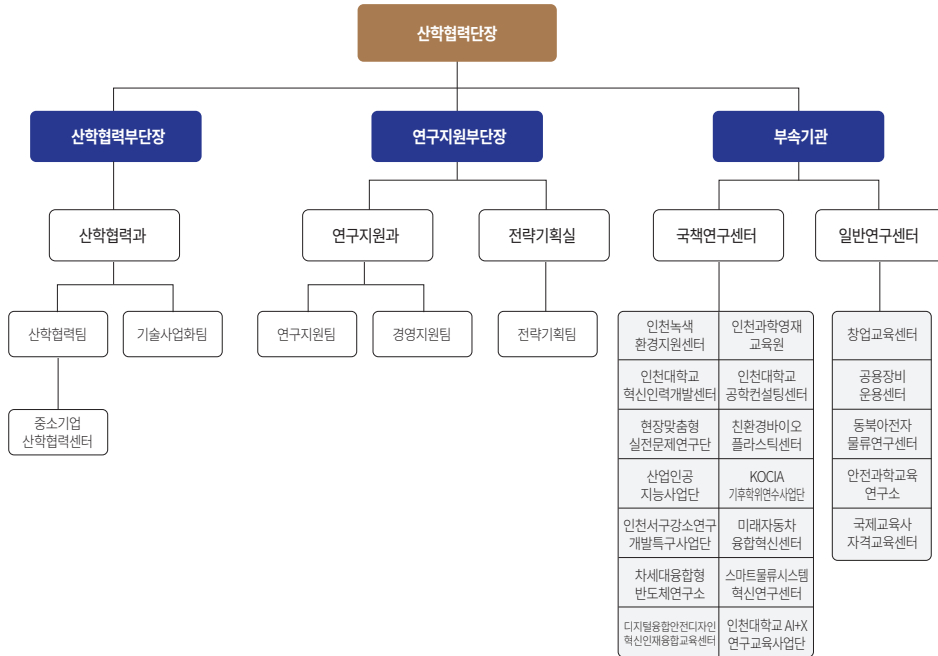 산학협력단장
산학협력부단장
연구지원부단장
부속기관
산학협력과
연구지원과
전략기획실
국책연구센터
일반연구센터
산학협력팀
기술사업화팀
연구지원팀
경영지원팀
전략기획팀
중소기업
산학협력센터
인천녹색
환경지원센터
인천과학영재
교육원
인천대학교
혁신인력개발센터
인천대학교
공학컨설팅센터
현장맞춤형
실전문제연구단
친환경바이오
플라스틱센터
산업인공
지능사업단
KOCIA
기후학위연수사업단
인천서구강소연구
개발특구사업단
미래자동차
융합혁신센터
차세대융합형
반도체연구소
스마트물류시스템
혁신연구센터
디지털융합안전디자인
혁신인재융합교육센터
인천대학교 AI+X
연구교육사업단
창업교육센터
공용장비
운용센터
동북아전자
물류연구센터
안전과학교육
연구소
국제교육사
자격교육센터